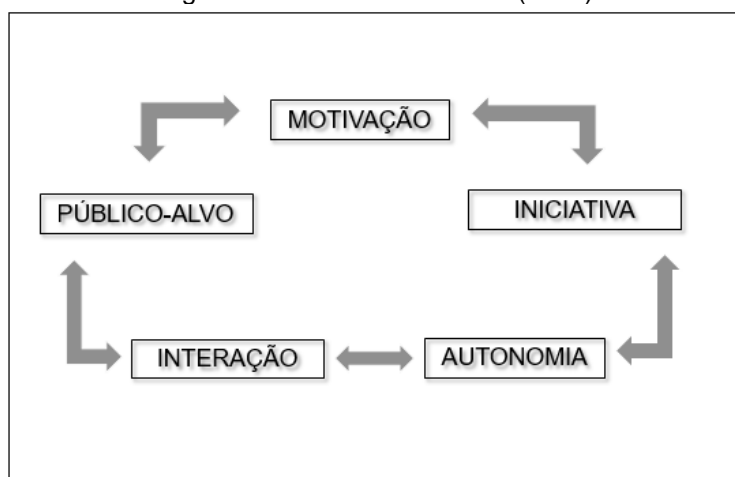 MOTIVAÇÃO
PÚBLICO-ALVO
INICIATIVA
INTERAÇÃO
AUTONOMIA